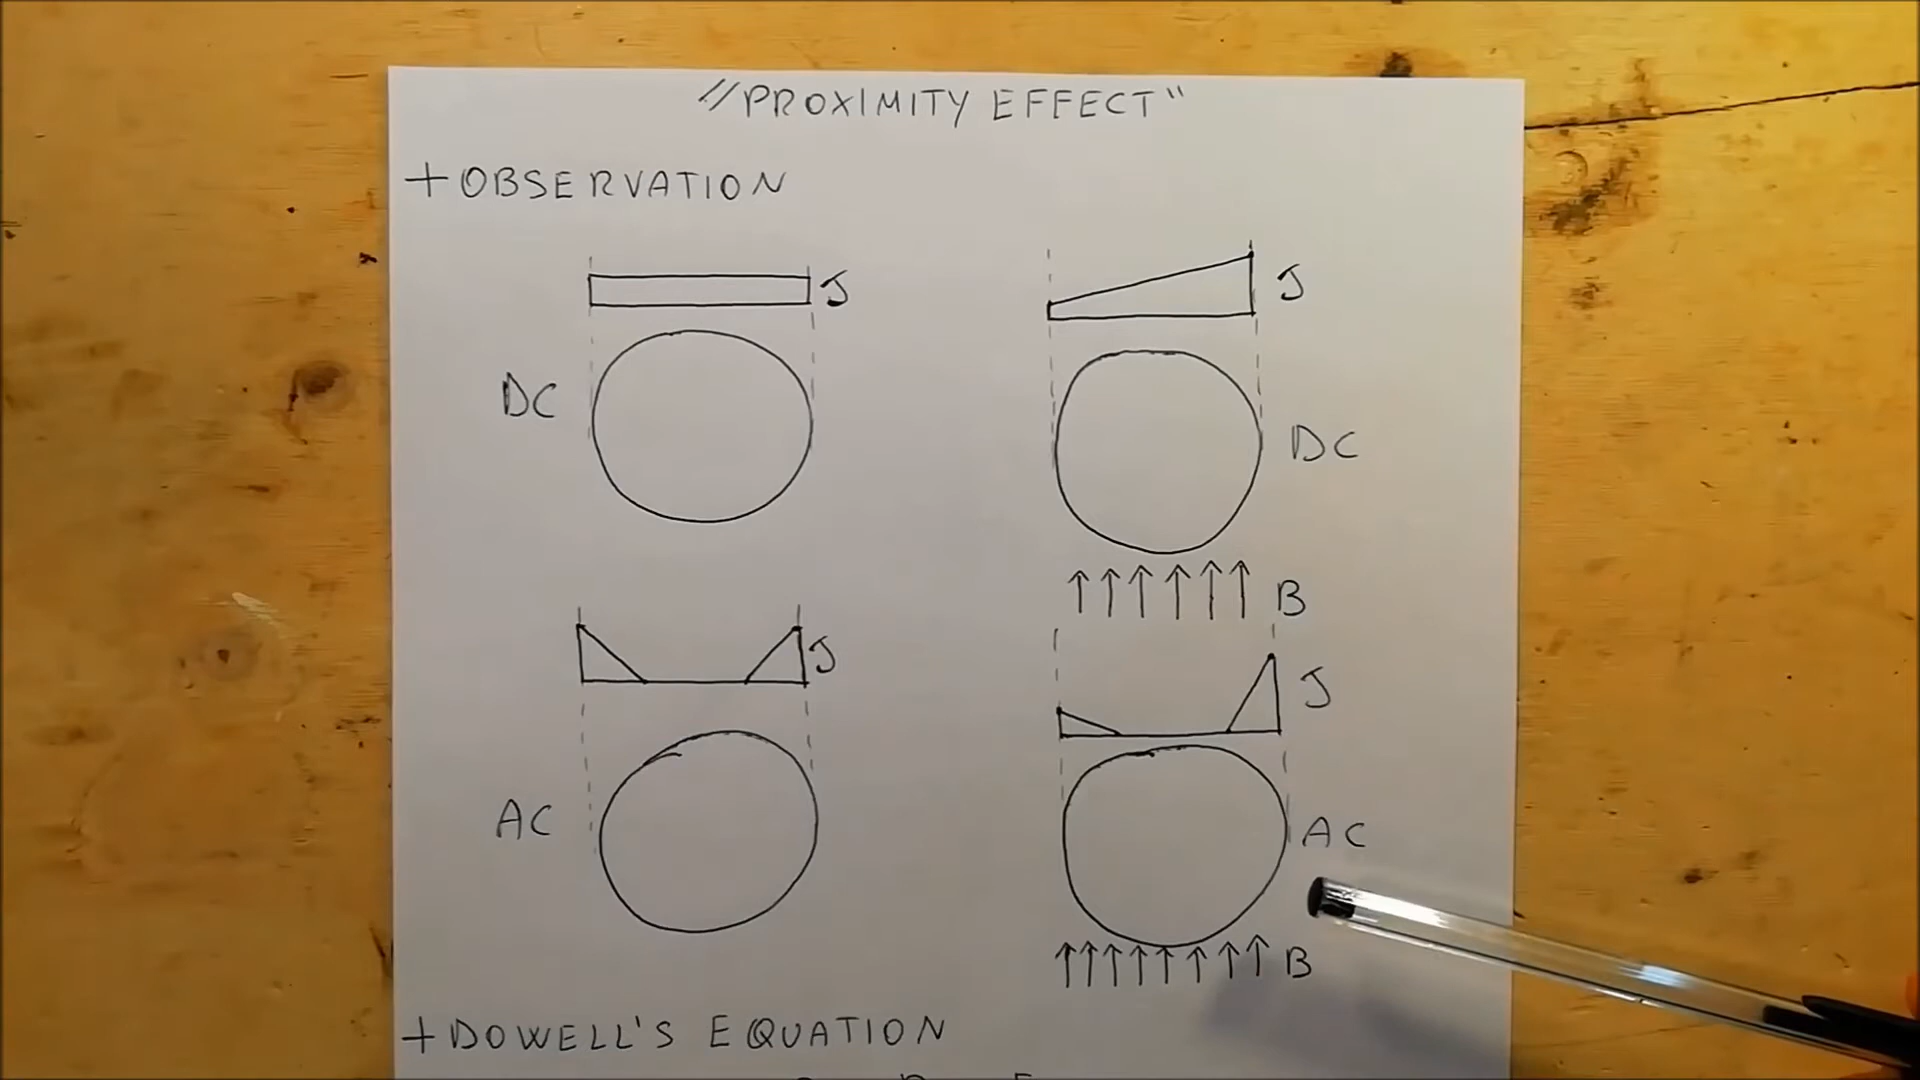 "PROXIMITY EFFECT"
+OBSERVATION
J
J
DC
DC
B
J
J
AC
AC
B
+DOWELL'S EQUATION